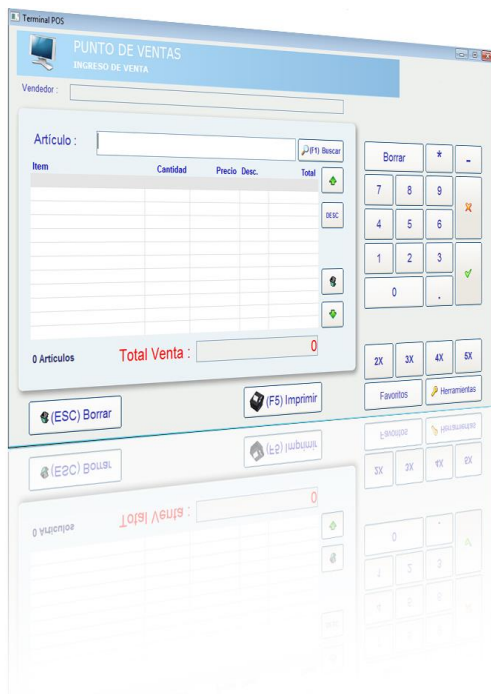 Terminal POS
PUNTO DE VENTAS
INGRESO DE VENTA
Vendedor :
Artículo :
(F1) Buscar
Item Cantidad Precio Desc. Total
DESC
0 Articulos
Total Venta : 0
(ESC) Borrar
(F5) Imprimir
Borrar * -
7 8 9
4 5 6
1 2 3
0 .
2X 3X 4X 5X
Favoritos Herramientas